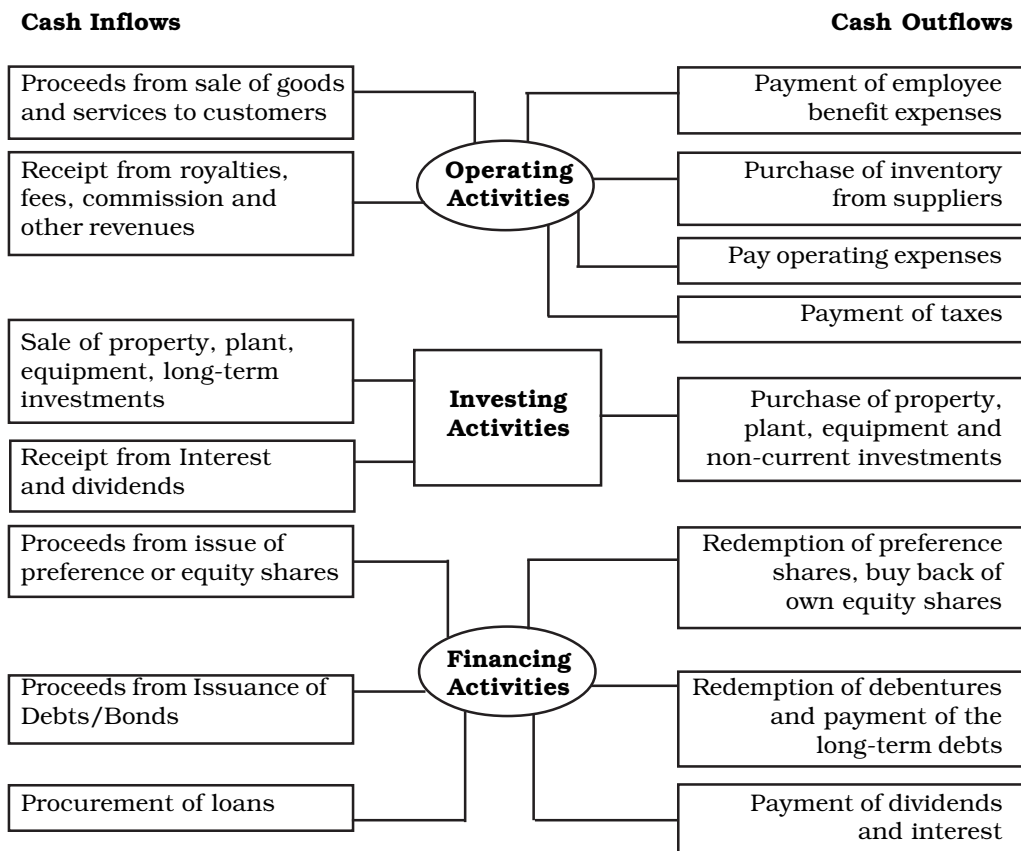 Cash Inflows
Cash Outflows
Proceeds from sale of goods
and services to customers
Payment of employee
benefit expenses
Operating
Activities
Receipt from royalties,
fees, commission and
other revenues
Purchase of inventory
from suppliers
Pay operating expenses
Payment of taxes
Sale of property, plant,
equipment, long-term
investments
Investing
Activities
Purchase of property,
plant, equipment and
non-current investments
Receipt from Interest
and dividends
Proceeds from issue of
preference or equity shares
Redemption of preference
shares, buy back of
own equity shares
Financing
Activities
Proceeds from Issuance of
Debts/Bonds
Redemption of debentures
and payment of the
long-term debts
Procurement of loans
Payment of dividends
and interest